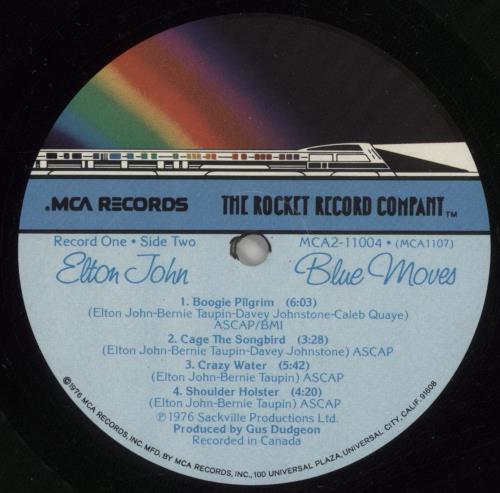 .MCA RECORDS THE ROCKET RECORD COMPANY TM
Record One • Side Two MCA2-11004 • (MCA1107)
Elton John Blue Moves
1. Boogie Pilgrim (6:03)
(Elton John-Bernie Taupin-Davey Johnstone-Caleb Quaye)
ASCAP/BMI
2. Cage The Songbird (3:28)
(Elton John-Bernie Taupin-Davey Johnstone) ASCAP
3. Crazy Water (5:42)
(Elton John-Bernie Taupin) ASCAP
4. Shoulder Holster (4:20)
(Elton John-Bernie Taupin) ASCAP
℗1976 Sackville Productions Ltd.
Produced by Gus Dudgeon
Recorded in Canada
©1976 MCA RECORDS, INC. MFD. BY MCA RECORDS, INC., 100 UNIVERSAL PLAZA, UNIVERSAL CITY, CALIF. 91608